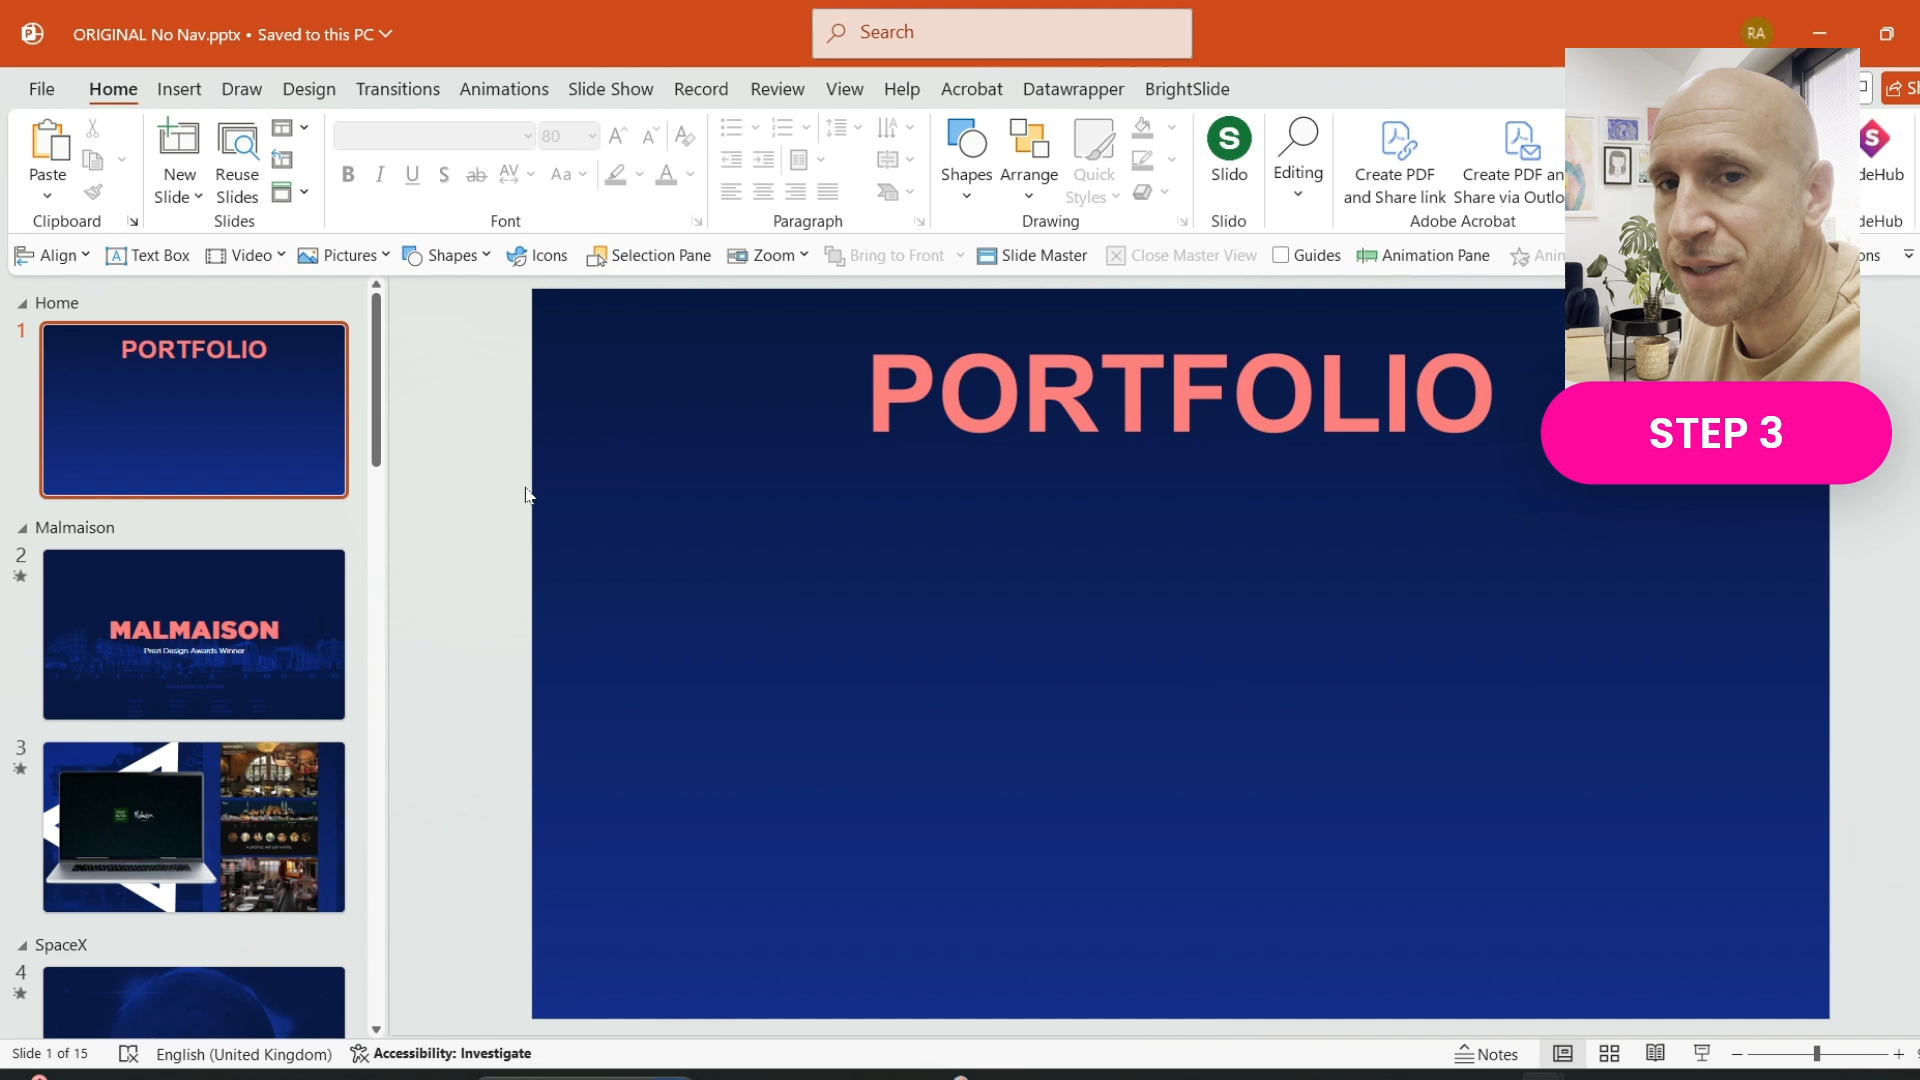 ORIGINAL No Nav.pptx • Saved to this PC
Search
RA
File Home Insert Draw Design Transitions Animations Slide Show Record Review View Help Acrobat Datawrapper BrightSlide
Paste
Clipboard
New Slide
Reuse Slides
Slides
80
Font
Paragraph
Shapes
Arrange
Quick Styles
Drawing
Slido
Slido
Editing
Create PDF and Share link
Create PDF an
Share via Outlo
Adobe Acrobat
Align Text Box Video Pictures Shapes Icons Selection Pane Zoom Bring to Front Slide Master Close Master View Guides Animation Pane
Home
1
PORTFOLIO
Malmaison
2
MALMAISON
Prezi Design Awards Winner
3
SpaceX
4
PORTFOLIO
STEP 3
Slide 1 of 15 English (United Kingdom) Accessibility: Investigate Notes